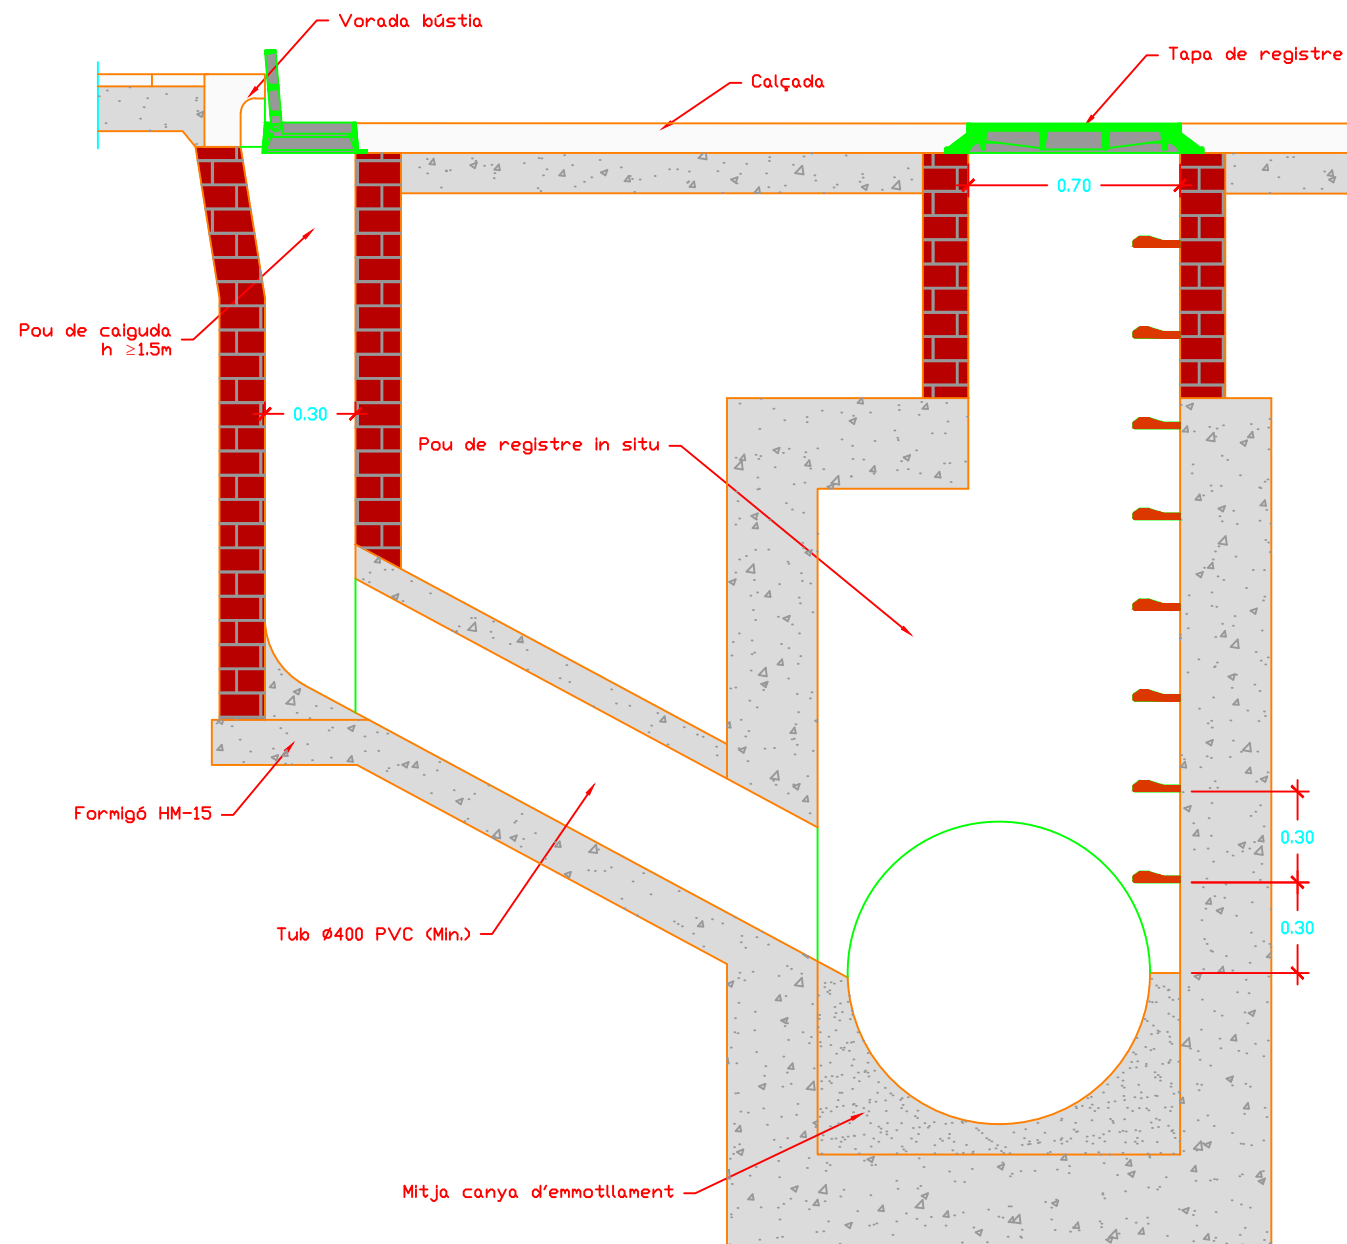 Vorada bústia
Tapa de registre
Calçada
0.70
Pou de caiguda
h ≥1.5m
0.30
Pou de registre in situ
Formigó HM-15
0.30
Tub Ø400 PVC (Min.)
0.30
Mitja canya d'emmotllament